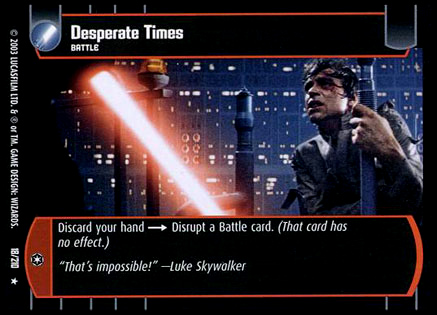 Desperate Times
BATTLE
© 2003 LUCASFILM LTD. & ® or TM. GAME DESIGN: WIZARDS.
Discard your hand → Disrupt a Battle card. (That card has
no effect.)
"That's impossible!" –Luke Skywalker
18/210
★